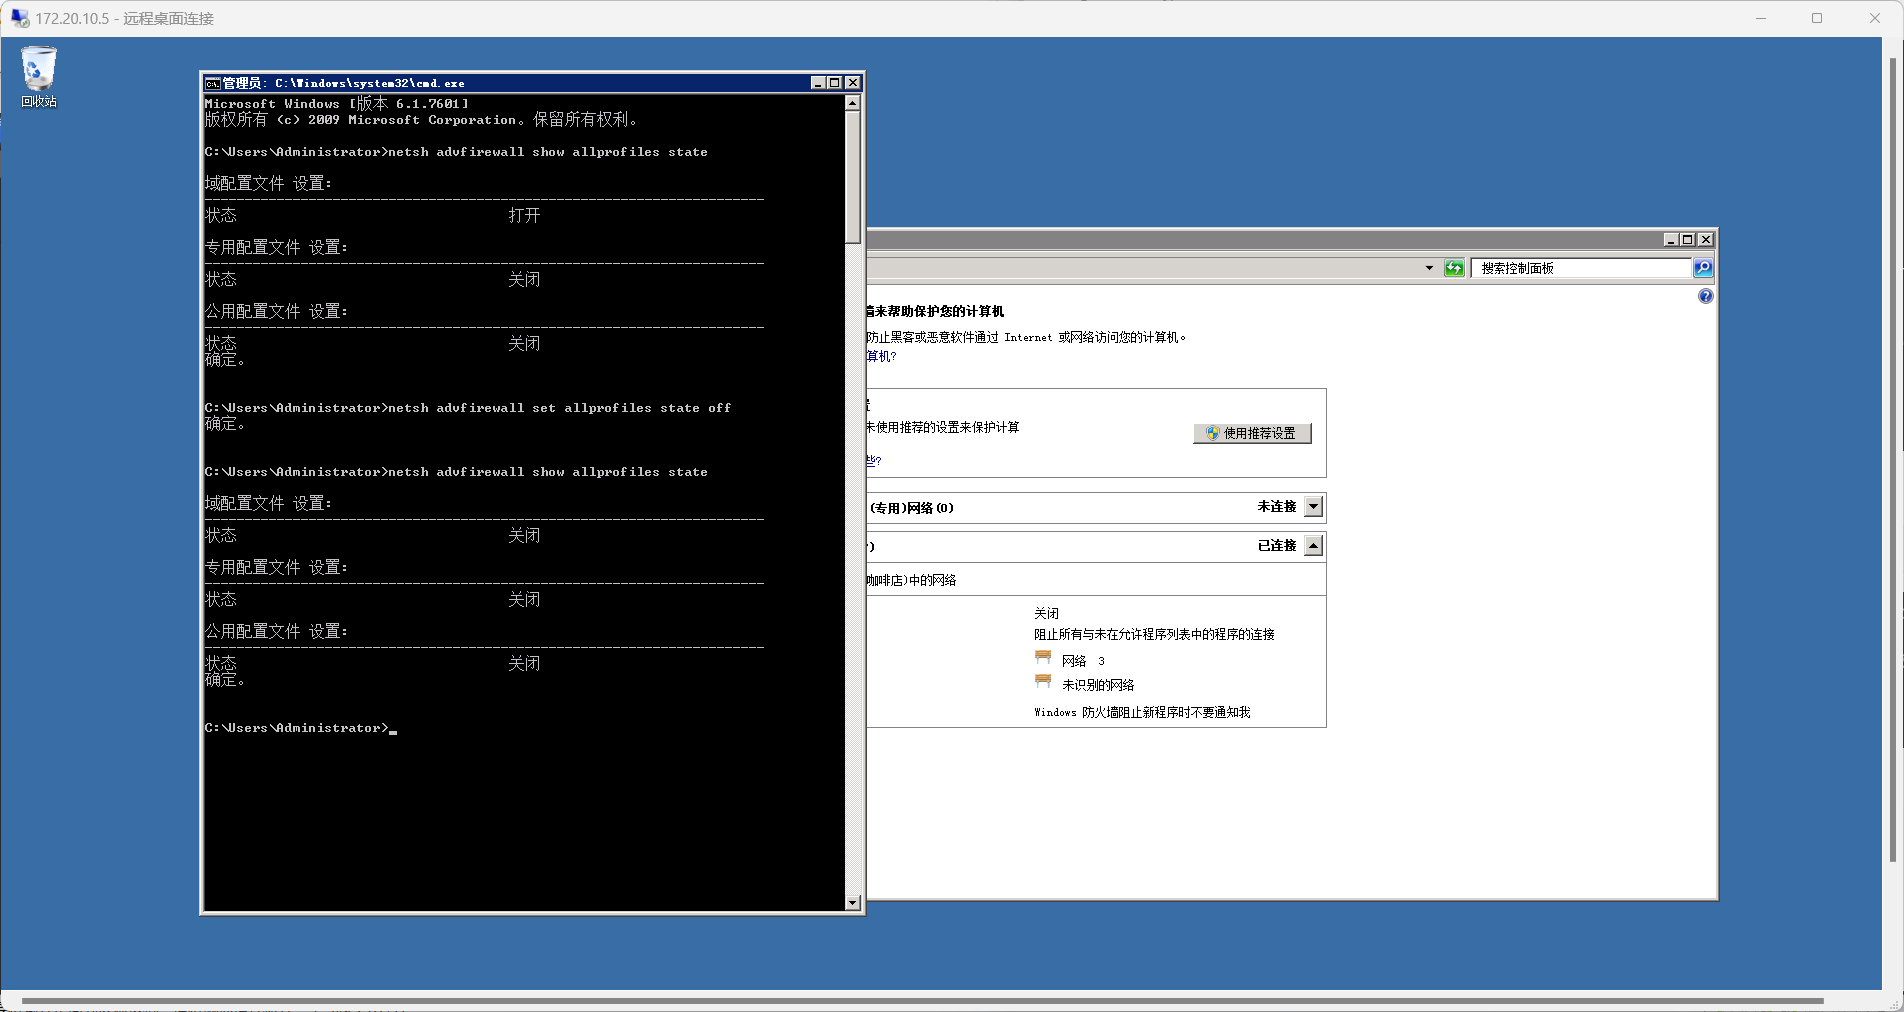 172.20.10.5 - 远程桌面连接
回收站
管理员: C:\Windows\system32\cmd.exe
Microsoft Windows [版本 6.1.7601]
版权所有 (c) 2009 Microsoft Corporation。保留所有权利。
C:\Users\Administrator>netsh advfirewall show allprofiles state
域配置文件 设置:
----------------------------------------------------------------------
状态 打开
专用配置文件 设置:
----------------------------------------------------------------------
状态 关闭
公用配置文件 设置:
----------------------------------------------------------------------
状态 关闭
确定。
C:\Users\Administrator>netsh advfirewall set allprofiles state off
确定。
C:\Users\Administrator>netsh advfirewall show allprofiles state
域配置文件 设置:
----------------------------------------------------------------------
状态 关闭
专用配置文件 设置:
----------------------------------------------------------------------
状态 关闭
公用配置文件 设置:
----------------------------------------------------------------------
状态 关闭
确定。
C:\Users\Administrator>
搜索控制面板
来帮助保护您的计算机
防止黑客或恶意软件通过 Internet 或网络访问您的计算机。
算机?
未使用推荐的设置来保护计算
使用推荐设置
些?
(专用)网络(O) 未连接
) 已连接
咖啡店)中的网络
关闭
阻止所有与未在允许程序列表中的程序的连接
网络 3
未识别的网络
Windows 防火墙阻止新程序时不要通知我